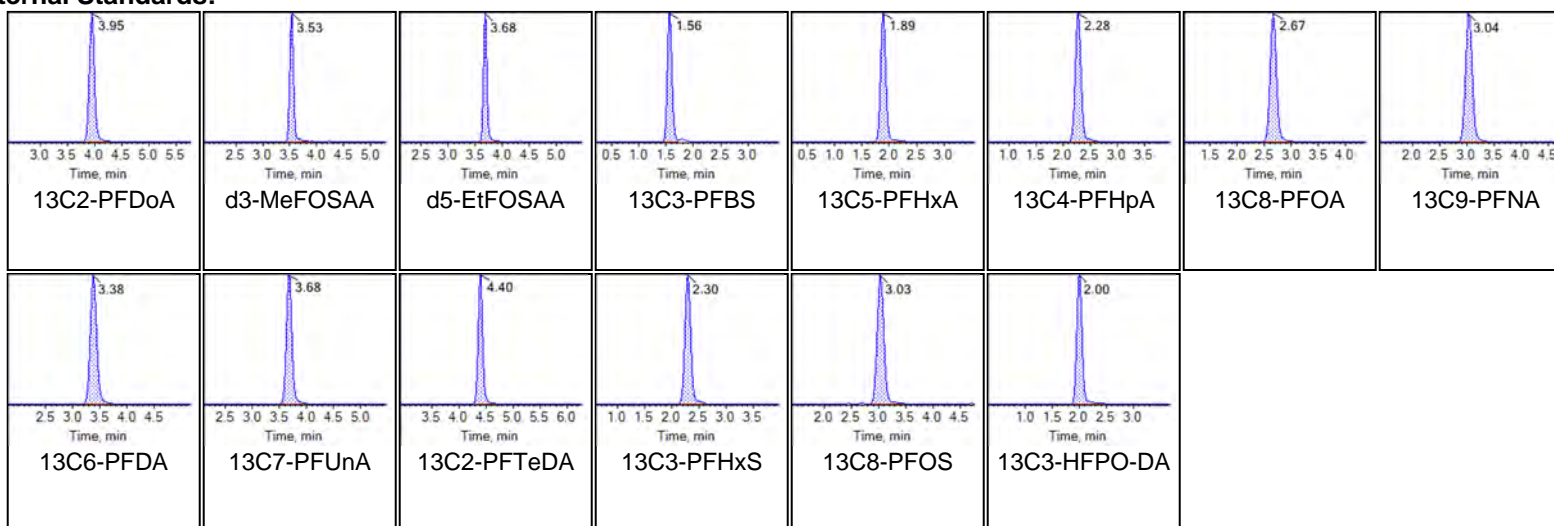 ternal Standards:
3.95 3.53 3.68 1.56 1.89 2.28 2.67 3.04
3.0 3.5 4.0 4.5 5.0 5.5 2.5 3.0 3.5 4.0 4.5 5.0 2.5 3.0 3.5 4.0 4.5 5.0 0.5 1.0 1.5 2.0 2.5 3.0 0.5 1.0 1.5 2.0 2.5 3.0 1.0 1.5 2.0 2.5 3.0 3.5 1.5 2.0 2.5 3.0 3.5 4.0 2.0 2.5 3.0 3.5 4.0 4.5
Time, min Time, min Time, min Time, min Time, min Time, min Time, min Time, min
13C2-PFDoA d3-MeFOSAA d5-EtFOSAA 13C3-PFBS 13C5-PFHxA 13C4-PFHpA 13C8-PFOA 13C9-PFNA
3.38 3.68 4.40 2.30 3.03 2.00
2.5 3.0 3.5 4.0 4.5 2.5 3.0 3.5 4.0 4.5 5.0 3.5 4.0 4.5 5.0 5.5 6.0 1.0 1.5 2.0 2.5 3.0 3.5 2.0 2.5 3.0 3.5 4.0 4.5 1.0 1.5 2.0 2.5 3.0
Time, min Time, min Time, min Time, min Time, min Time, min
13C6-PFDA 13C7-PFUnA 13C2-PFTeDA 13C3-PFHxS 13C8-PFOS 13C3-HFPO-DA